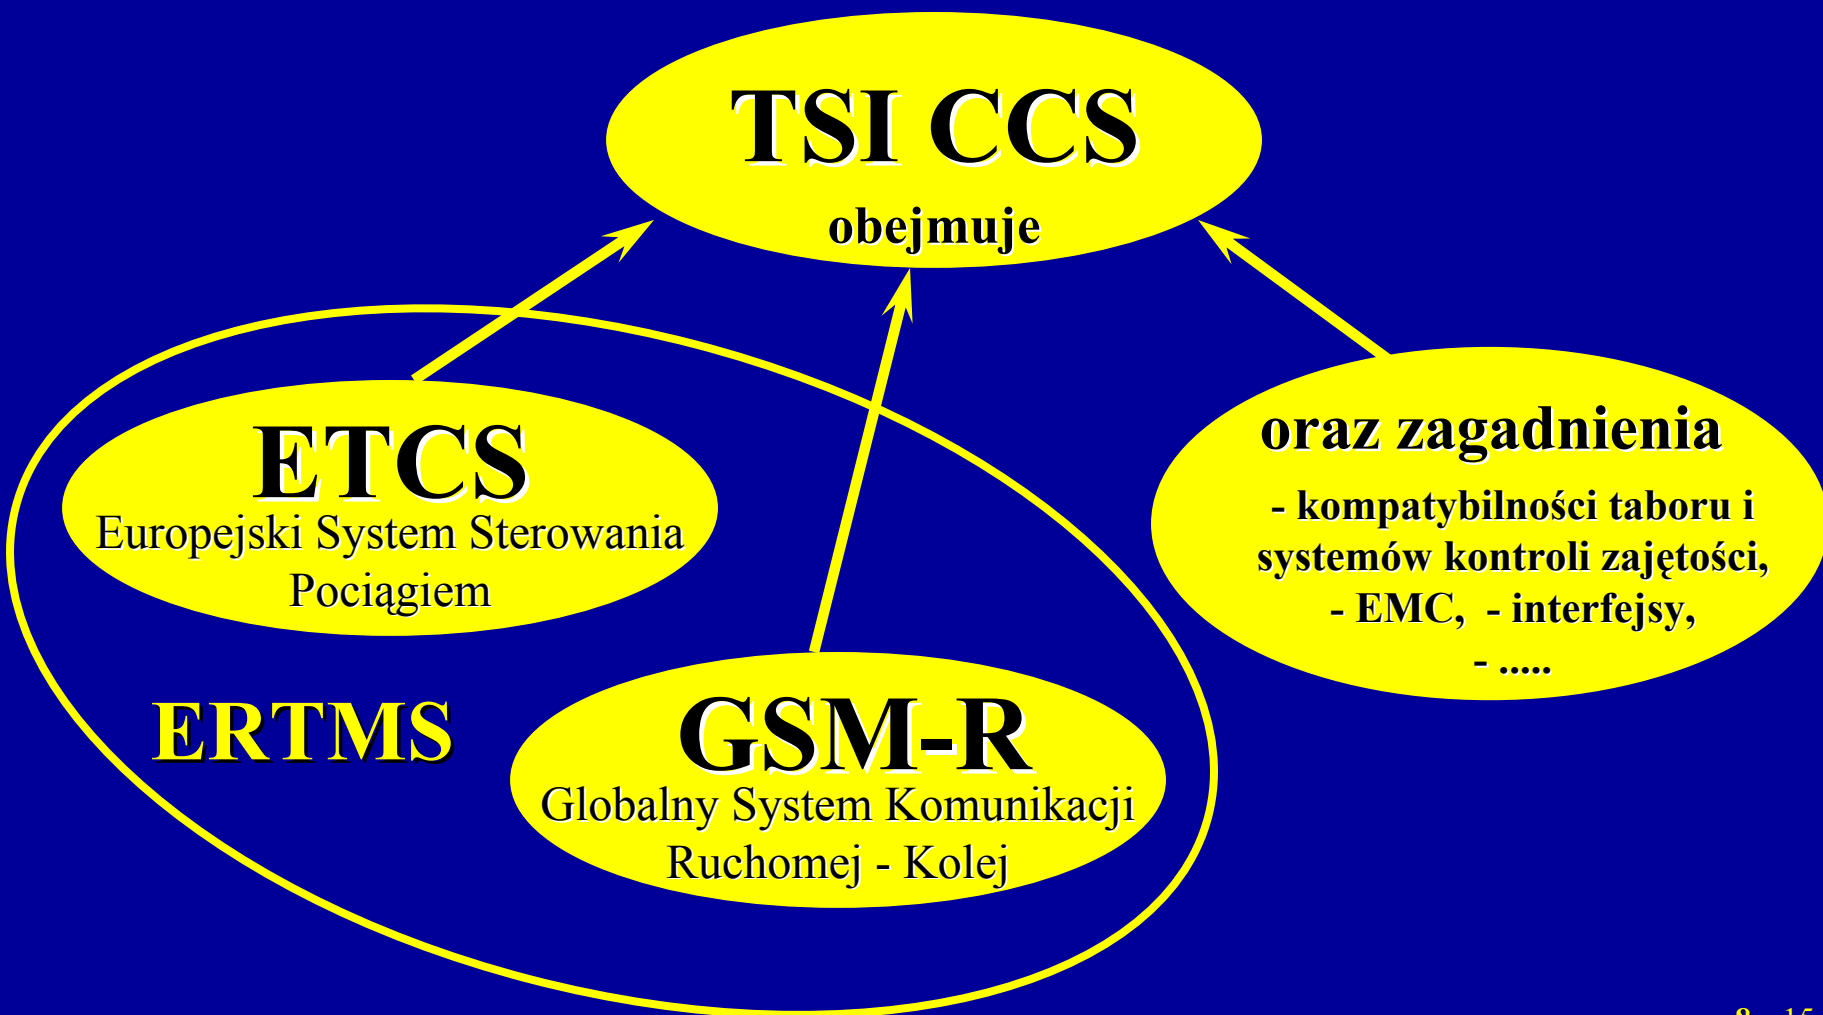 TSI CCS
obejmuje
ETCS
Europejski System Sterowania
Pociągiem
oraz zagadnienia
- kompatybilności taboru i
systemów kontroli zajętości,
- EMC, - interfejsy,
- .....
ERTMS
GSM-R
Globalny System Komunikacji
Ruchomej - Kolej